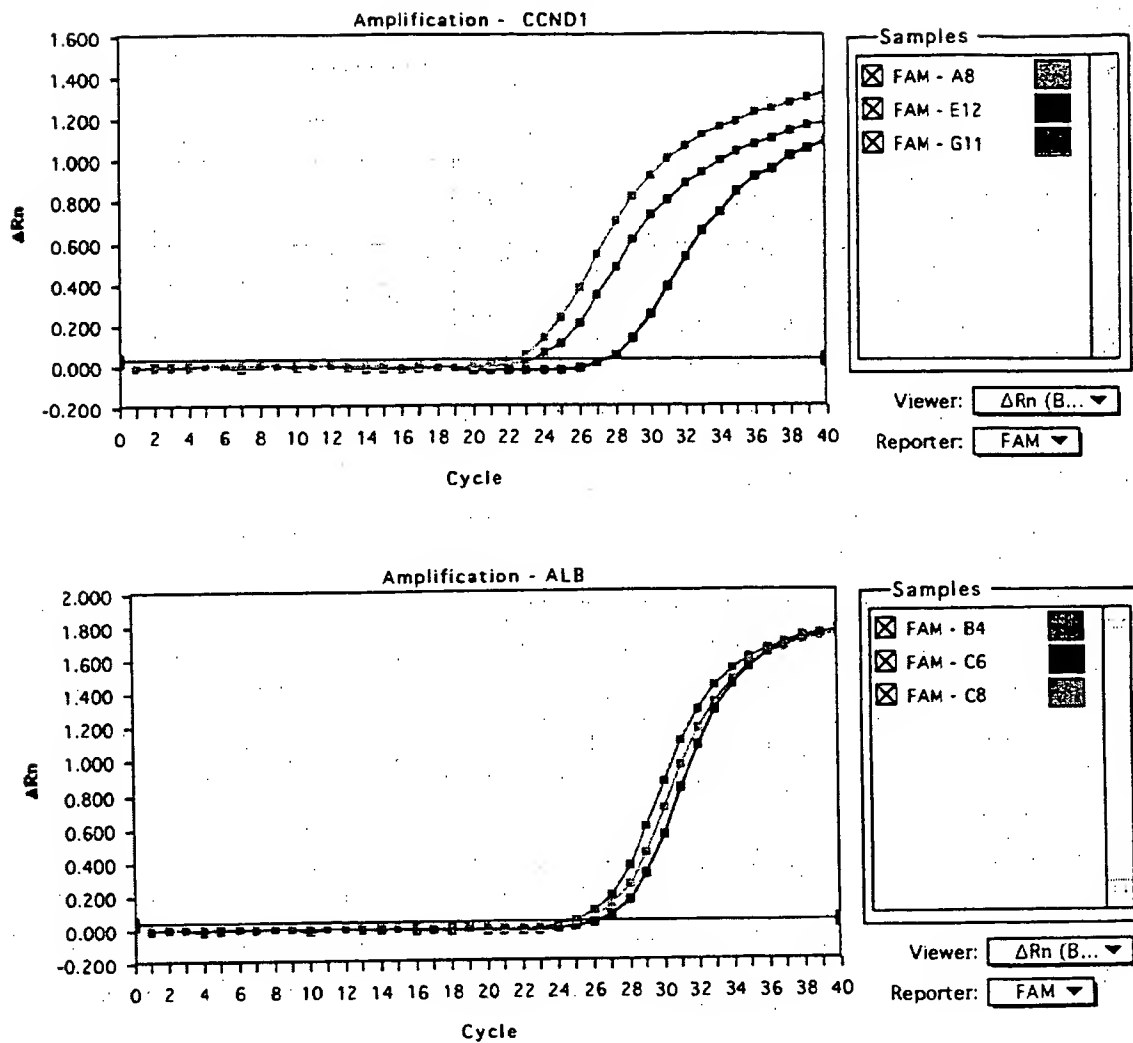 Amplification - CCND1
1.600
1.400
1.200
1.000
0.800
0.600
0.400
0.200
0.000
-0.200
ΔRn
0 2 4 6 8 10 12 14 16 18 20 22 24 26 28 30 32 34 36 38 40
Cycle
Samples
FAM - A8
FAM - E12
FAM - G11
Viewer: ΔRn (B... ▼
Reporter: FAM ▼
Amplification - ALB
2.000
1.800
1.600
1.400
1.200
1.000
0.800
0.600
0.400
0.200
0.000
-0.200
ΔRn
0 2 4 6 8 10 12 14 16 18 20 22 24 26 28 30 32 34 36 38 40
Cycle
Samples
FAM - B4
FAM - C6
FAM - C8
Viewer: ΔRn (B... ▼
Reporter: FAM ▼